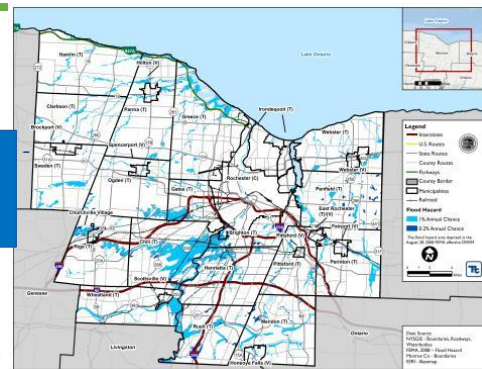 Lake Ontario
Lake Ontario
Hamlin (T)
Hilton (V)
Clarkson (T)
Parma (T)
Greece (T)
Irondequoit (T)
Brockport (V)
Spencerport (V)
Webster (T)
Webster (V)
Sweden (T)
Ogden (T)
Rochester (C)
Gates (T)
Penfield (T)
East Rochester
(T)(V)
Churchville Village
Riga (T)
Chili (T)
Brighton (T)
Pittsford (V)
Fairport (V)
Henrietta (T)
Pittsford (T)
Perinton (T)
Scottsville (V)
Wheatland (T)
Genesee
Rush (T)
Mendon (T)
Ontario
Livingston
Honeoye Falls (V)
Legend
Interstate
U.S. Routes
State Routes
County Routes
Parkways
County Border
Municipalities
Railroad
Flood Hazard
1% Annual Chance
0.2% Annual Chance
Data Source
NYSGIS - Boundaries, Roadways,
Waterbodies
FEMA, 2008 - Flood Hazard
Monroe Co - Boundaries
ESRI - Basemap